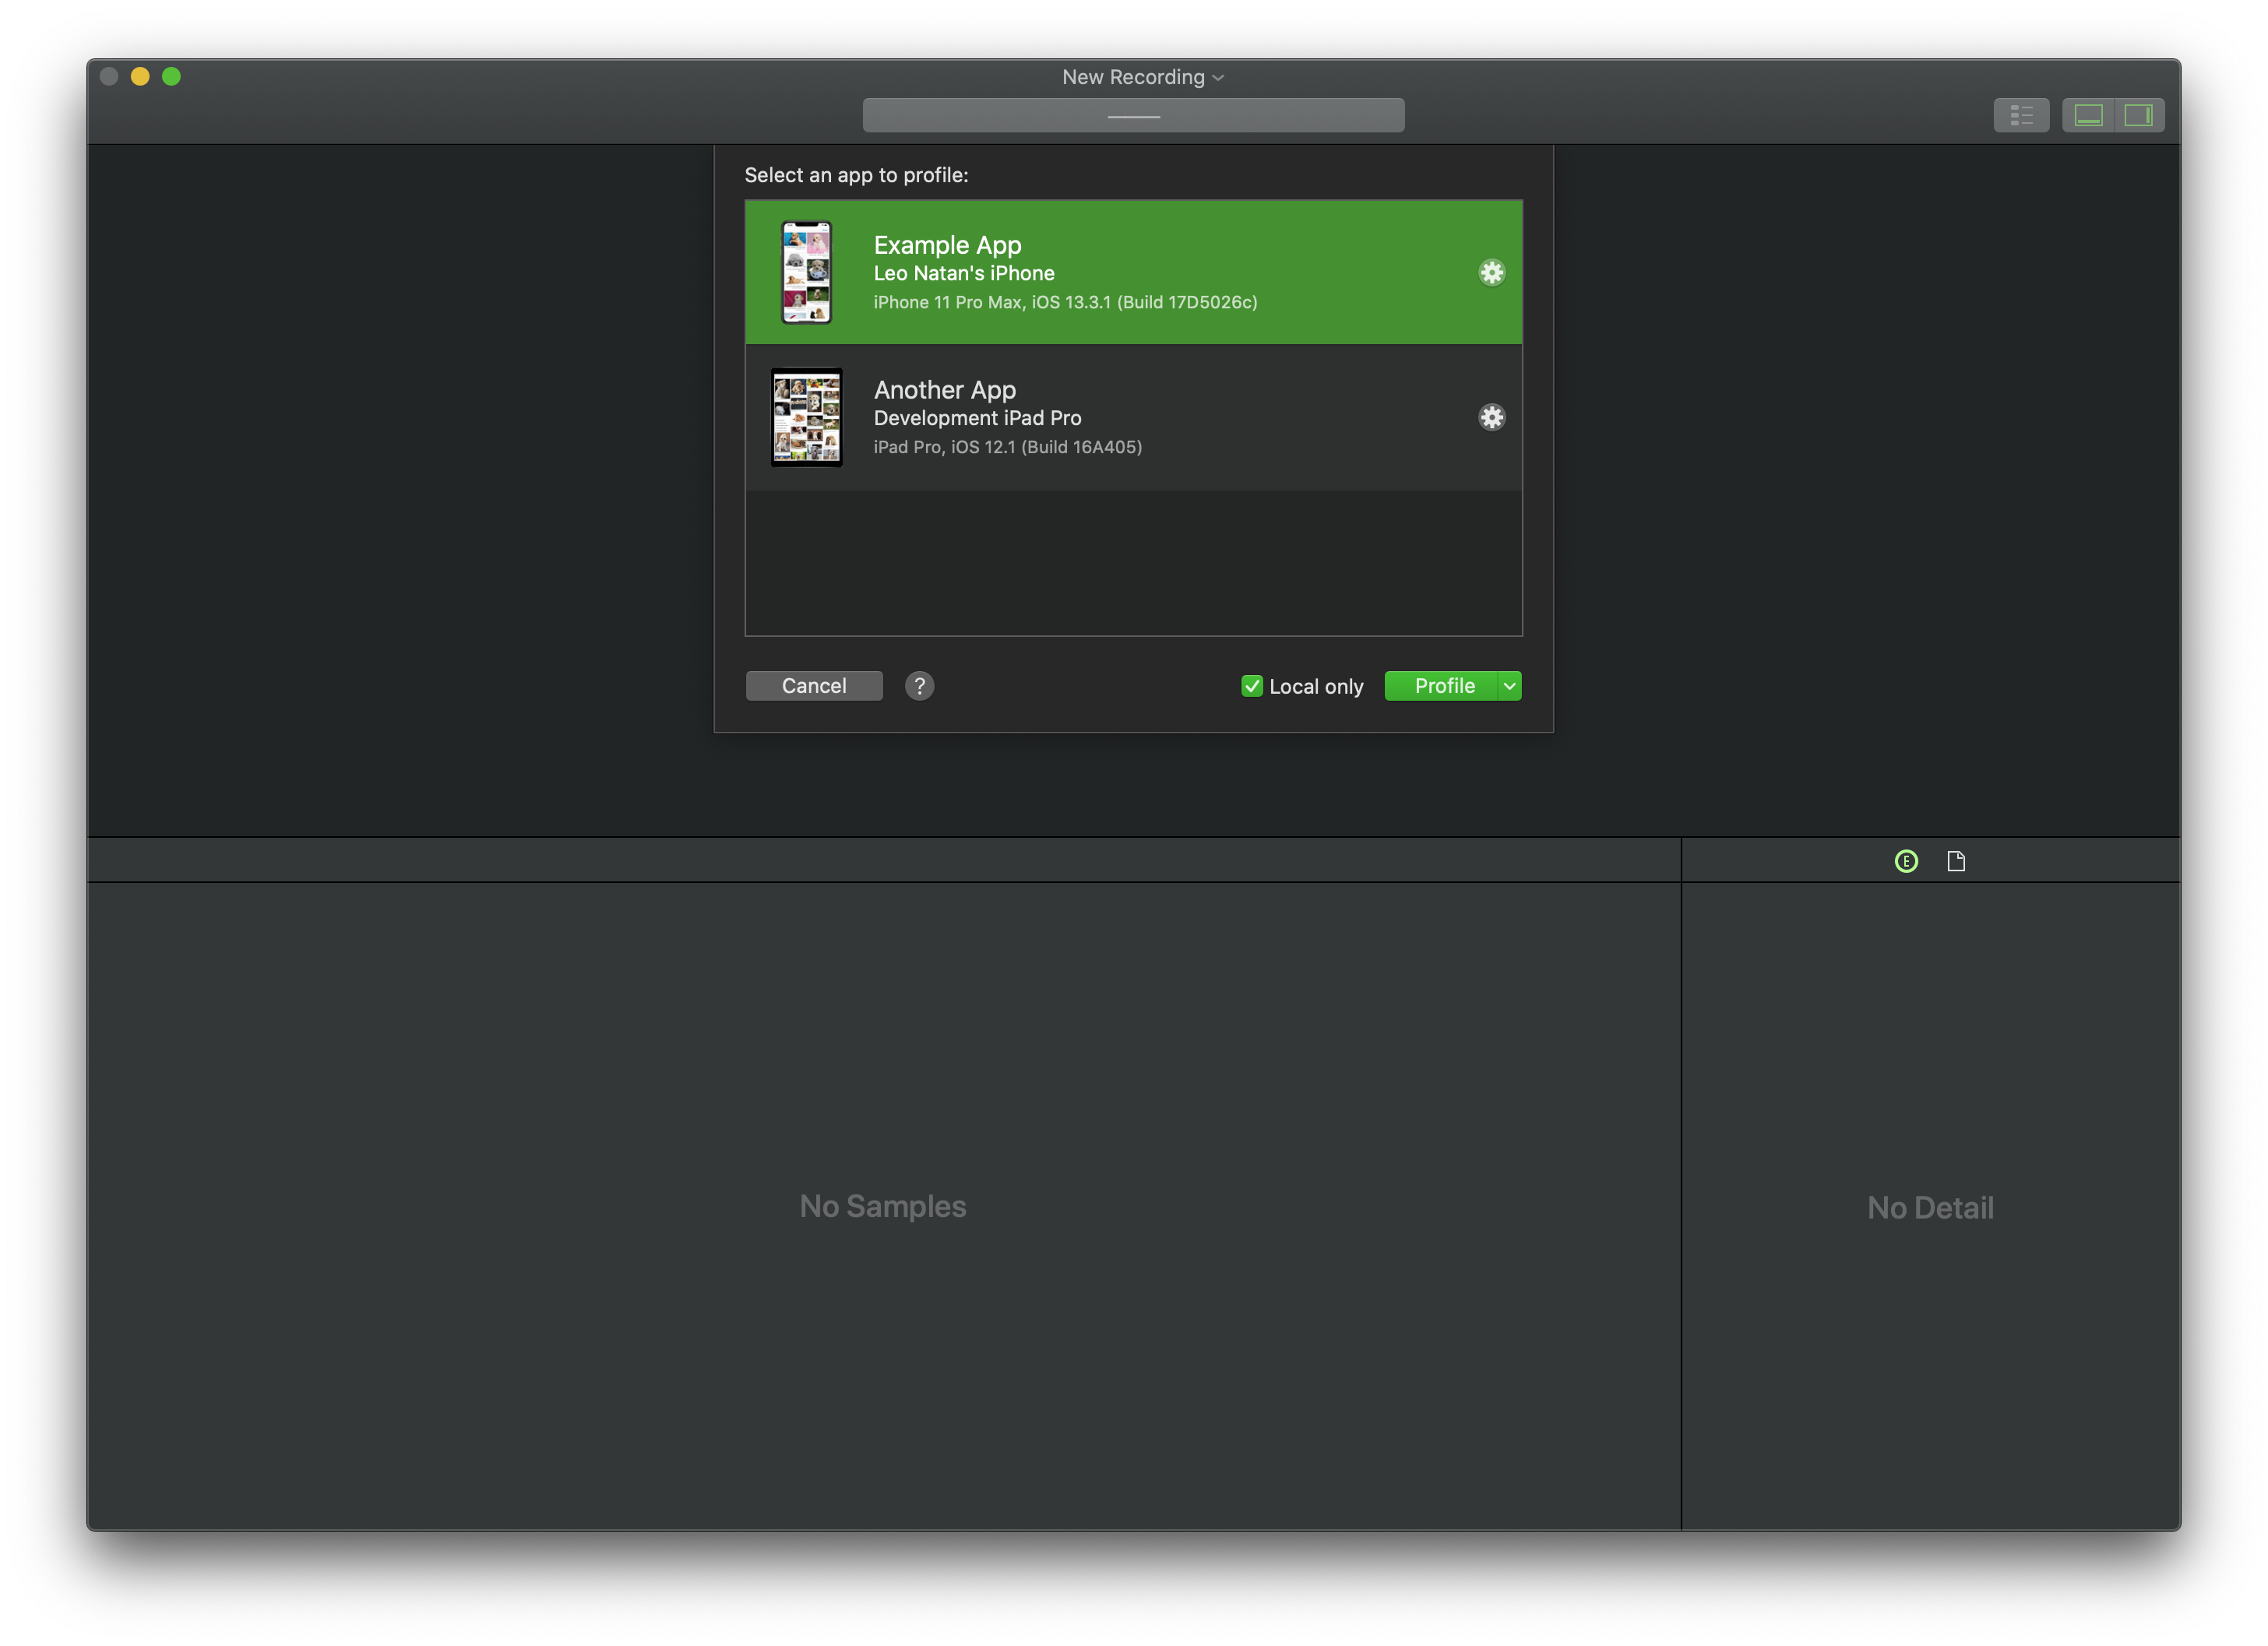 New Recording
Select an app to profile:
Example App
Leo Natan's iPhone
iPhone 11 Pro Max, iOS 13.3.1 (Build 17D5026c)
Another App
Development iPad Pro
iPad Pro, iOS 12.1 (Build 16A405)
Cancel
?
Local only
Profile
E
No Samples
No Detail